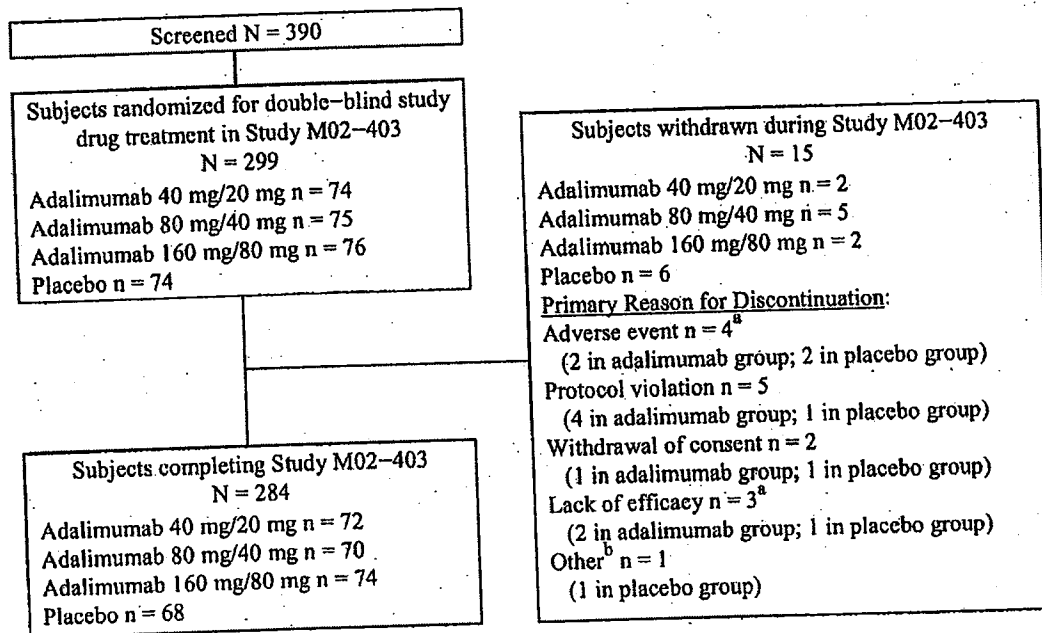 Screened N = 390
Subjects randomized for double-blind study
drug treatment in Study M02-403
N = 299
Adalimumab 40 mg/20 mg n = 74
Adalimumab 80 mg/40 mg n = 75
Adalimumab 160 mg/80 mg n = 76
Placebo n = 74
Subjects withdrawn during Study M02-403
N = 15
Adalimumab 40 mg/20 mg n = 2
Adalimumab 80 mg/40 mg n = 5
Adalimumab 160 mg/80 mg n = 2
Placebo n = 6
Primary Reason for Discontinuation:
Adverse event n = 4ª
(2 in adalimumab group; 2 in placebo group)
Protocol violation n = 5
(4 in adalimumab group; 1 in placebo group)
Withdrawal of consent n = 2
(1 in adalimumab group; 1 in placebo group)
Lack of efficacy n = 3ª
(2 in adalimumab group; 1 in placebo group)
Otherᵇ n = 1
(1 in placebo group)
Subjects completing Study M02-403
N = 284
Adalimumab 40 mg/20 mg n = 72
Adalimumab 80 mg/40 mg n = 70
Adalimumab 160 mg/80 mg n = 74
Placebo n = 68